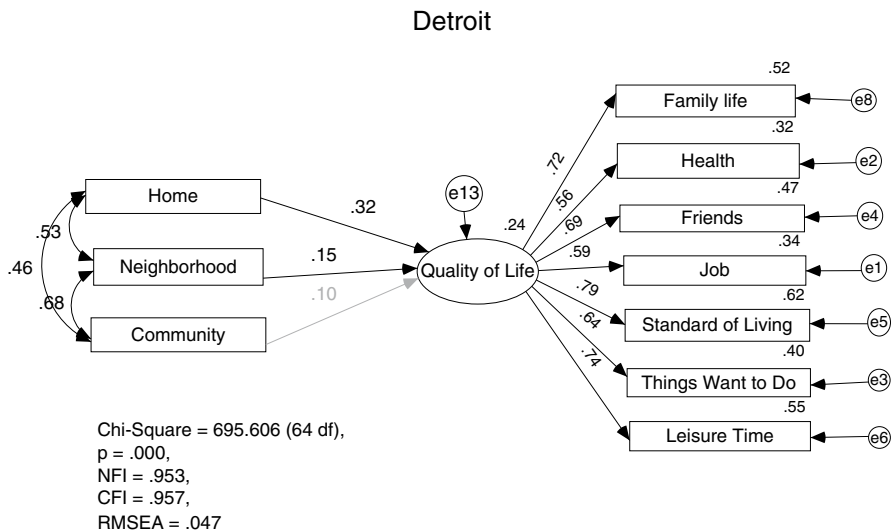 Detroit
.52
Family life
e8
.32
.72
Health
e2
.47
Home
e13
.56
.32
.24
.69
Friends
e4
.34
.53
.59
.46
Neighborhood
.15
Quality of Life
Job
e1
.62
.10
.79
.68
.64
Community
Standard of Living
e5
.40
.74
Things Want to Do
e3
.55
Leisure Time
e6
Chi-Square = 695.606 (64 df),
p = .000,
NFI = .953,
CFI = .957,
RMSEA = .047